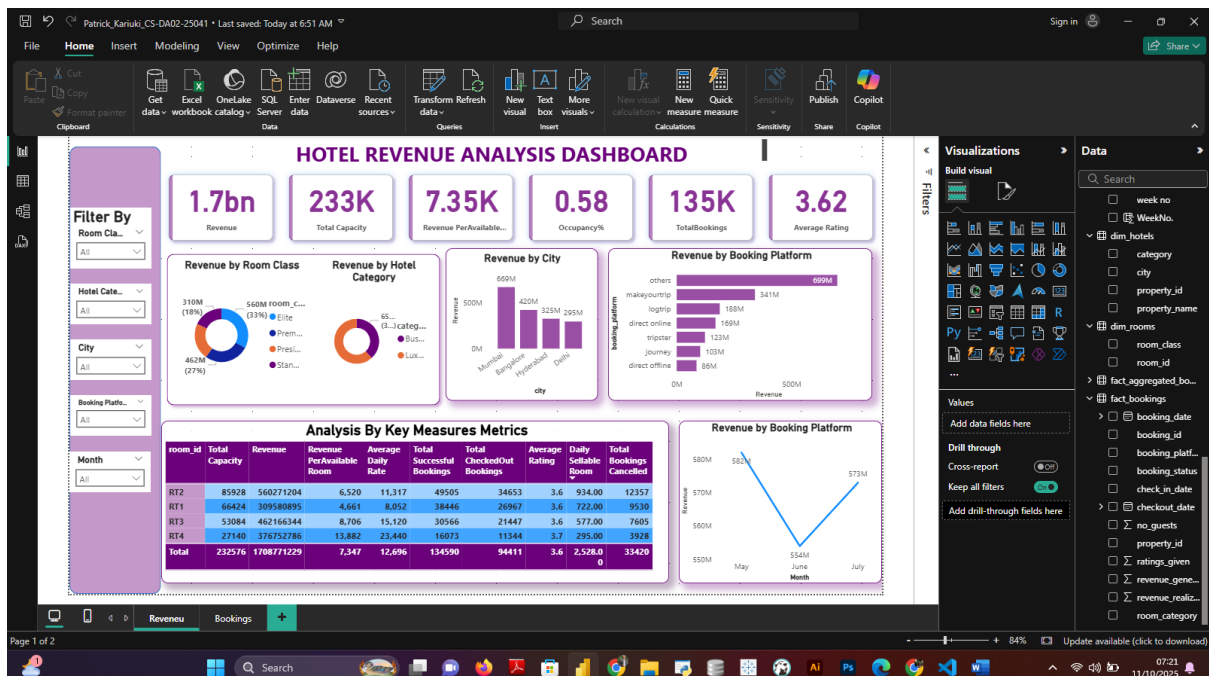 Patrick_Kariuki_CS-DA02-25041 • Last saved: Today at 6:51 AM
Search
Sign in
File Home Insert Modeling View Optimize Help
Share
Paste
Cut
Copy
Format painter
Clipboard
Get data
Excel workbook
OneLake catalog
SQL Server
Enter data
Dataverse
Recent sources
Data
Transform data
Refresh
Queries
New visual
Text box
More visuals
Insert
New visual calculation
New measure
Quick measure
Calculations
Sensitivity
Sensitivity
Publish
Share
Copilot
Copilot
HOTEL REVENUE ANALYSIS DASHBOARD
1.7bn
Revenue
233K
Total Capacity
7.35K
Revenue PerAvailable...
0.58
Occupancy%
135K
TotalBookings
3.62
Average Rating
Filter By
Room Cla...
All
Hotel Cate...
All
City
All
Booking Platfo...
All
Month
All
Revenue by Room Class
310M
(18%)
560M
(33%)
462M
(27%)
room_c...
Elite
Prem...
Presi...
Stan...
Revenue by Hotel
Category
65...
(3...)
categ...
Bus...
Lux...
Revenue by City
Revenue
500M
0M
669M
420M
325M
295M
Mumbai
Bangalore
Hyderabad
Delhi
city
Revenue by Booking Platform
booking_platform
others 699M
makeyourtrip 341M
logtrip 188M
direct online 169M
tripster 123M
journey 103M
direct offline 86M
0M 500M
Revenue
Analysis By Key Measures Metrics
room_id Total Capacity Revenue Revenue PerAvailable Room Average Daily Rate Total Successful Bookings Total CheckedOut Bookings Average Rating Daily Sellable Room Total Bookings Cancelled
RT2 85928 560271204 6,520 11,317 49505 34653 3.6 934.00 12357
RT1 66424 309580895 4,661 8,052 38446 26967 3.6 722.00 9530
RT3 53084 462166344 8,706 15,120 30566 21447 3.6 577.00 7605
RT4 27140 376752786 13,882 23,440 16073 11344 3.7 295.00 3928
Total 232576 1708771229 7,347 12,696 134590 94411 3.6 2,528.00 33420
Revenue by Booking Platform
Revenue
580M
570M
560M
550M
582M
554M
573M
May June July
Month
Filters
Visualizations
Build visual
Py
R
123
...
Values
Add data fields here
Drill through
Cross-report
Off
Keep all filters
On
Add drill-through fields here
Data
Search
week no
WeekNo.
dim_hotels
category
city
property_id
property_name
dim_rooms
room_class
room_id
fact_aggregated_bo...
fact_bookings
booking_date
booking_id
booking_platf...
booking_status
check_in_date
checkout_date
no_guests
property_id
ratings_given
revenue_gene...
revenue_realiz...
room_category
Reveneu
Bookings
Page 1 of 2
84%
Update available (click to download)
1
Search
Ai
Ps
07:21
11/10/2025